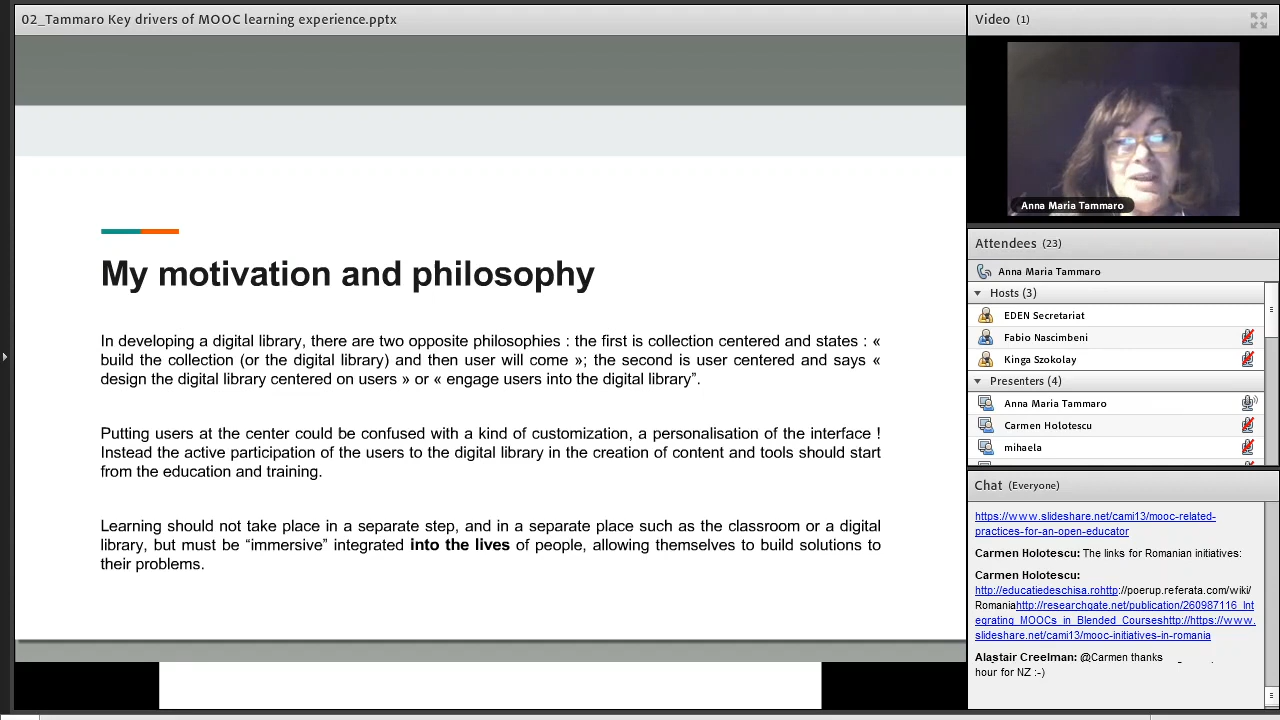 02_Tammaro Key drivers of MOOC learning experience.pptx
My motivation and philosophy
In developing a digital library, there are two opposite philosophies : the first is collection centered and states : «
build the collection (or the digital library) and then user will come »; the second is user centered and says «
design the digital library centered on users » or « engage users into the digital library”.
Putting users at the center could be confused with a kind of customization, a personalisation of the interface !
Instead the active participation of the users to the digital library in the creation of content and tools should start
from the education and training.
Learning should not take place in a separate step, and in a separate place such as the classroom or a digital
library, but must be “immersive” integrated into the lives of people, allowing themselves to build solutions to
their problems.
Video (1)
Anna Maria Tammaro
Attendees (23)
Anna Maria Tammaro
Hosts (3)
EDEN Secretariat
Fabio Nascimbeni
Kinga Szokolay
Presenters (4)
Anna Maria Tammaro
Carmen Holotescu
mihaela
Chat (Everyone)
https://www.slideshare.net/cami13/mooc-related-
practices-for-an-open-educator
Carmen Holotescu: The links for Romanian initiatives:
Carmen Holotescu:
http://educatiedeschisa.rohttp://poerup.referata.com/wiki/
Romaniahttp://researchgate.net/publication/260987116_Int
egrating_MOOCs_in_Blended_Courseshttp://https://www.
slideshare.net/cami13/mooc-initiatives-in-romania
Alastair Creelman: @Carmen thanks
hour for NZ :-)